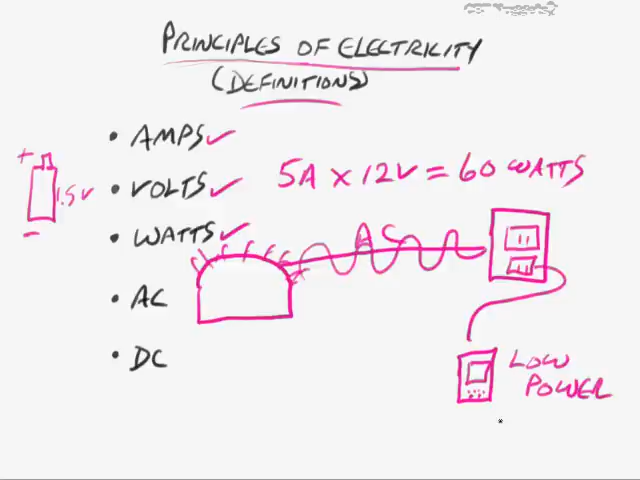 PRINCIPLES OF ELECTRICITY
(DEFINITIONS)
• AMPS
• VOLTS
• WATTS
• AC
• DC
+
1.5V
−
5A × 12V = 60 WATTS
AC
LOW
POWER